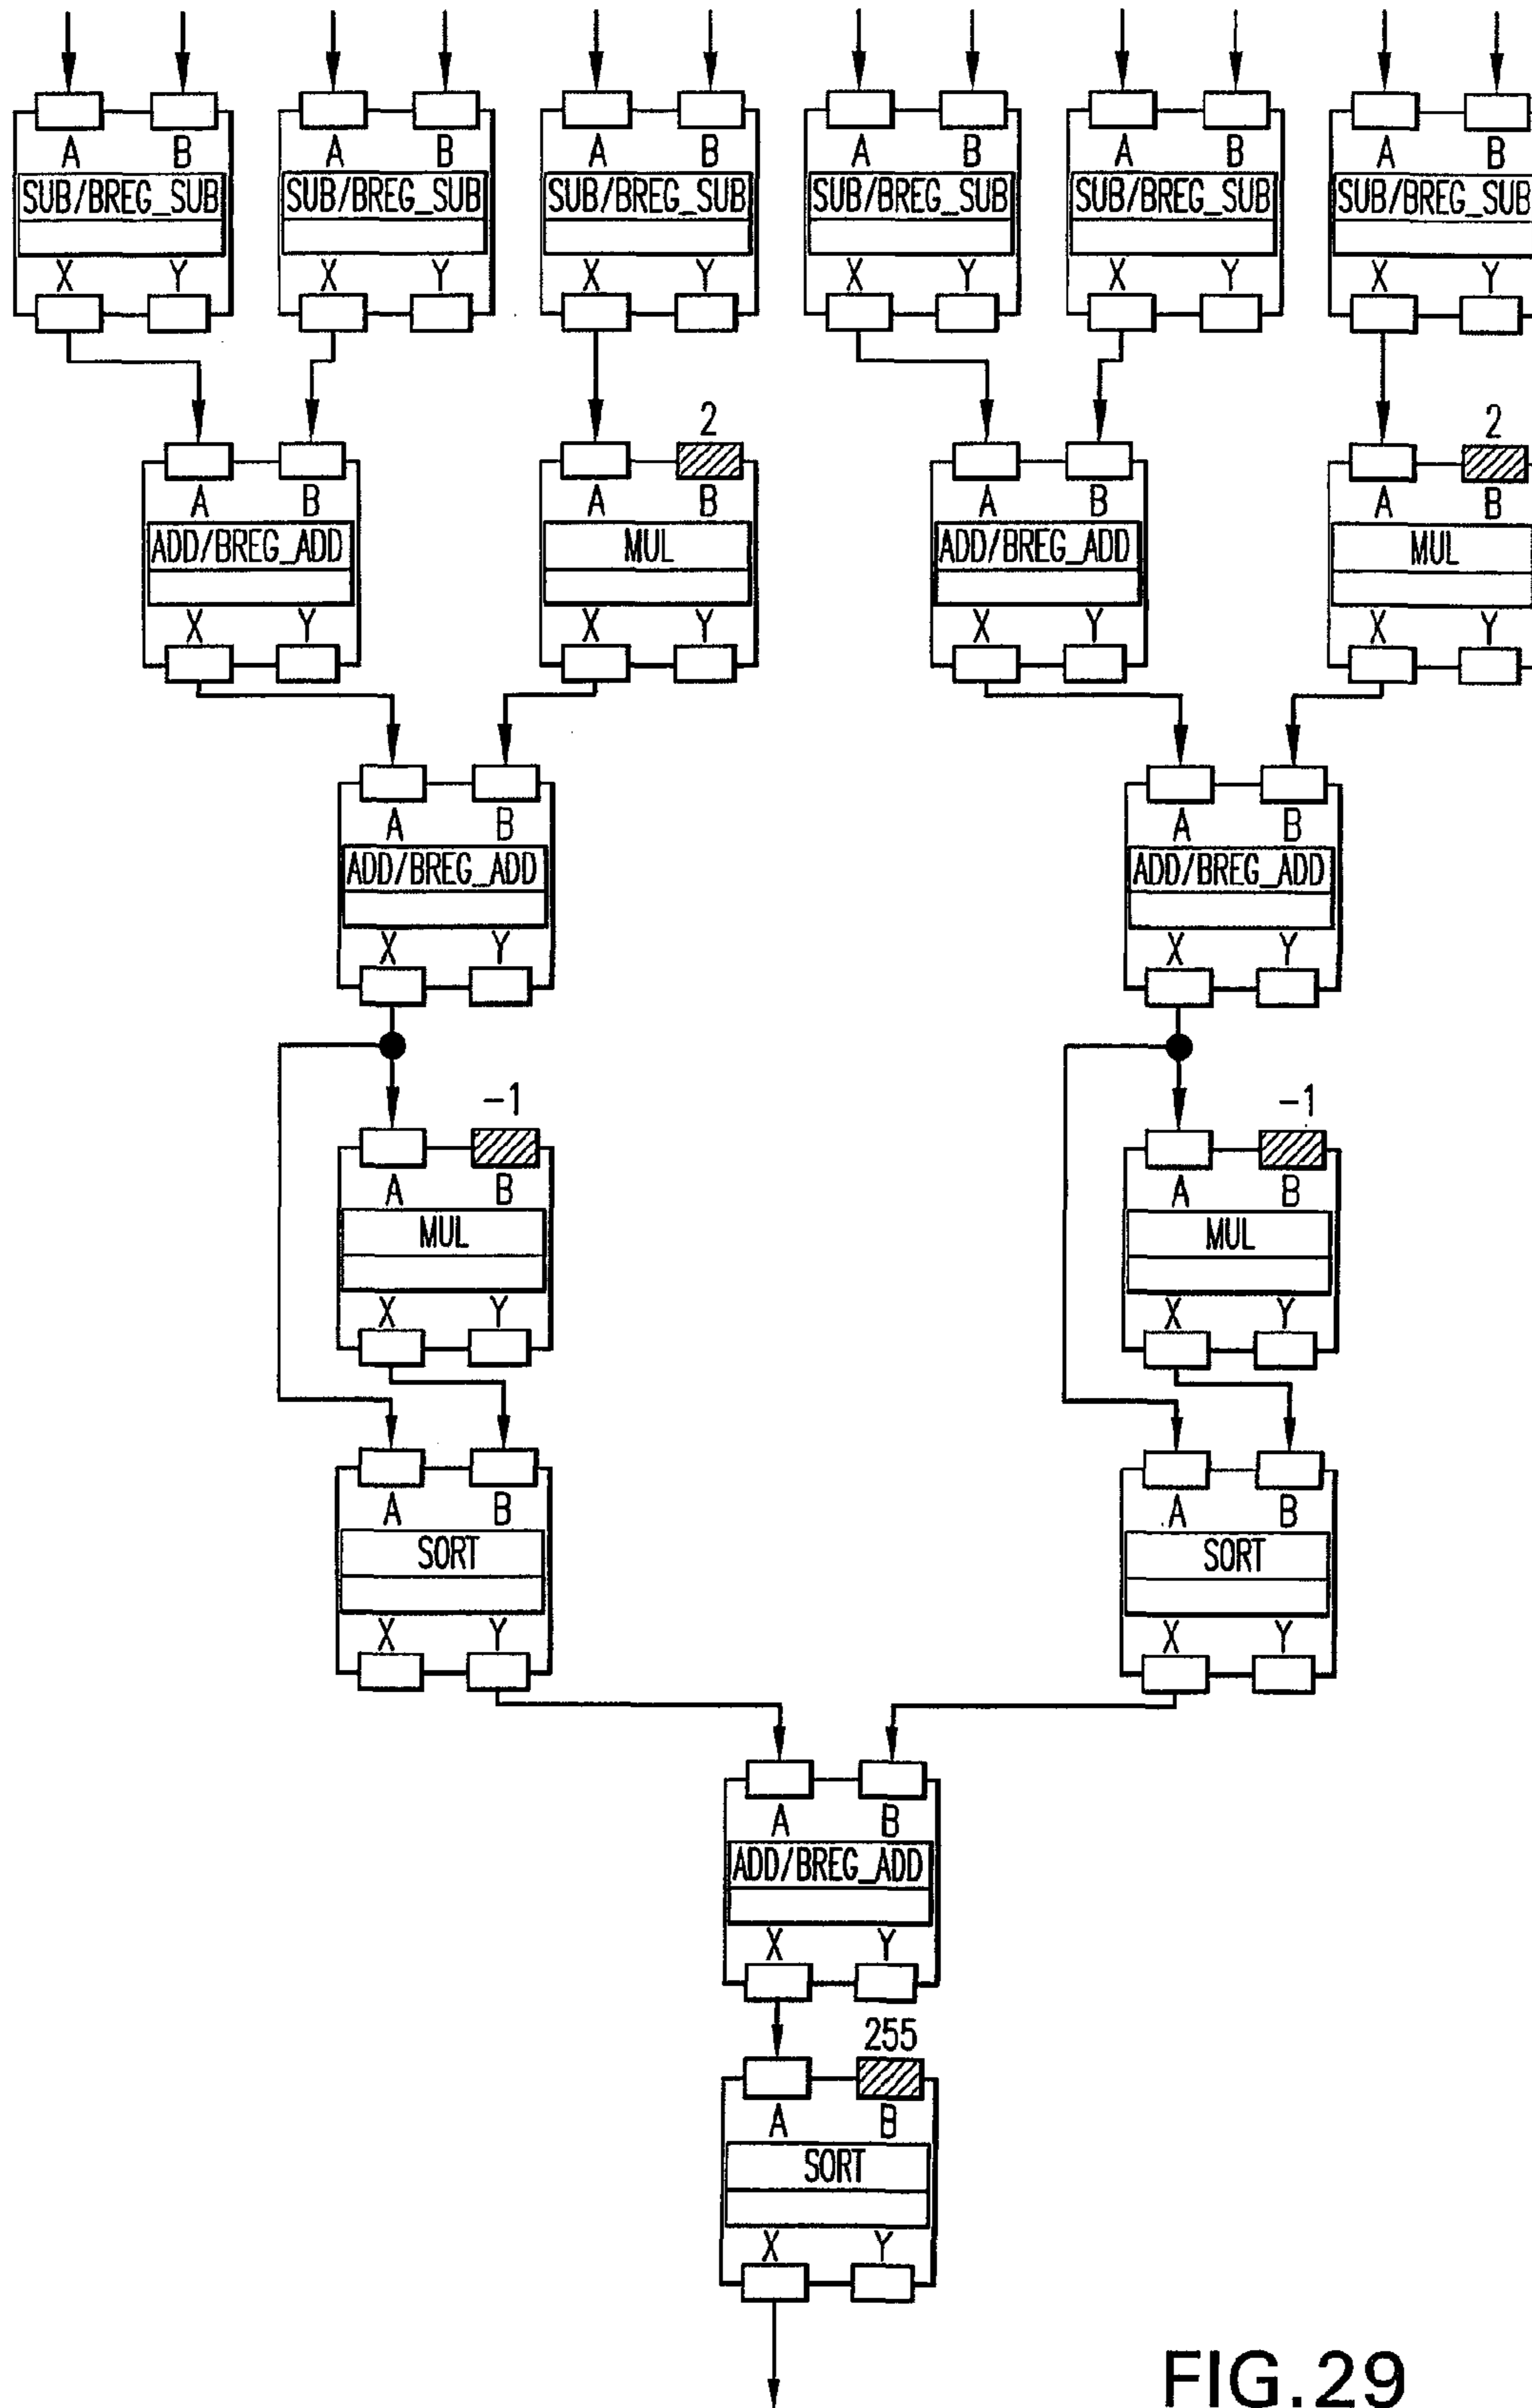 A B A B A B A B A B A B
SUB/BREG_SUB SUB/BREG_SUB SUB/BREG_SUB SUB/BREG_SUB SUB/BREG_SUB SUB/BREG_SUB
X Y X Y X Y X Y X Y X Y
2 2
A B A B A B A B
ADD/BREG_ADD MUL ADD/BREG_ADD MUL
X Y X Y X Y X Y
A B A B
ADD/BREG_ADD ADD/BREG_ADD
X Y X Y
-1 -1
A B A B
MUL MUL
X Y X Y
A B A B
SORT SORT
X Y X Y
A B
ADD/BREG_ADD
X Y
255
A B
SORT
X Y
FIG.29